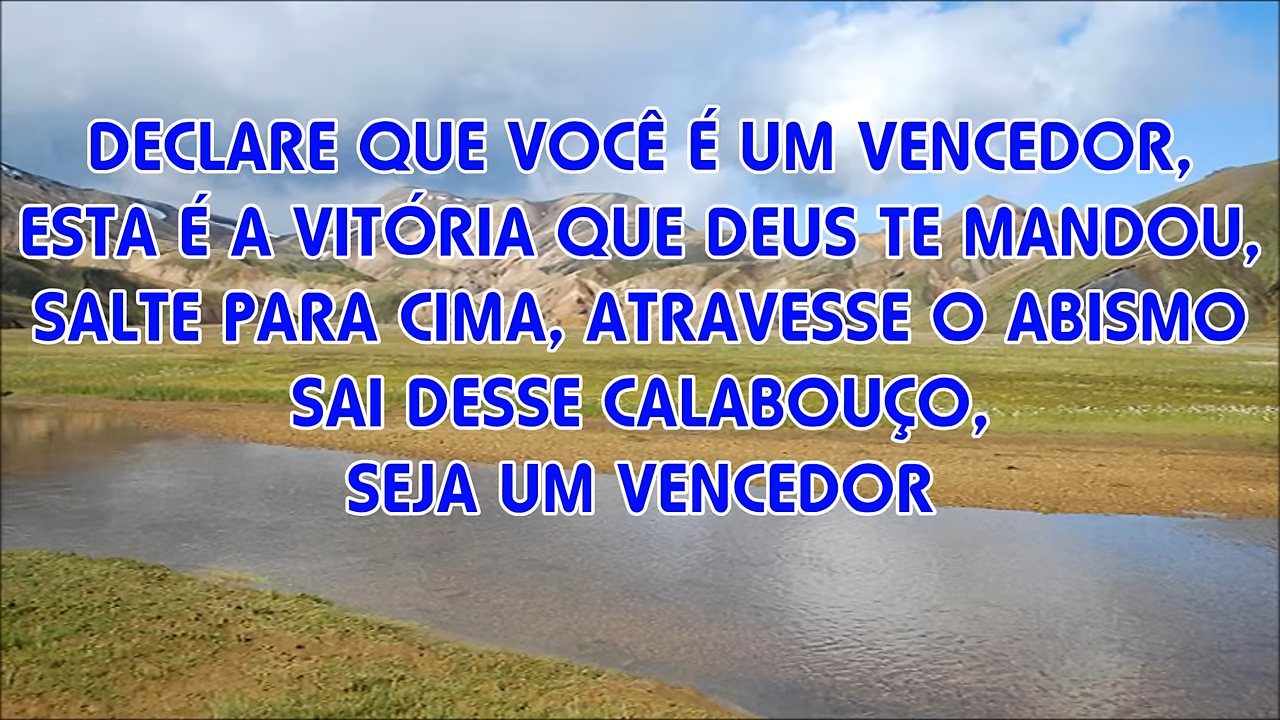 DECLARE QUE VOCÊ É UM VENCEDOR,
ESTA É A VITÓRIA QUE DEUS TE MANDOU,
SALTE PARA CIMA, ATRAVESSE O ABISMO
SAI DESSE CALABOUÇO,
SEJA UM VENCEDOR